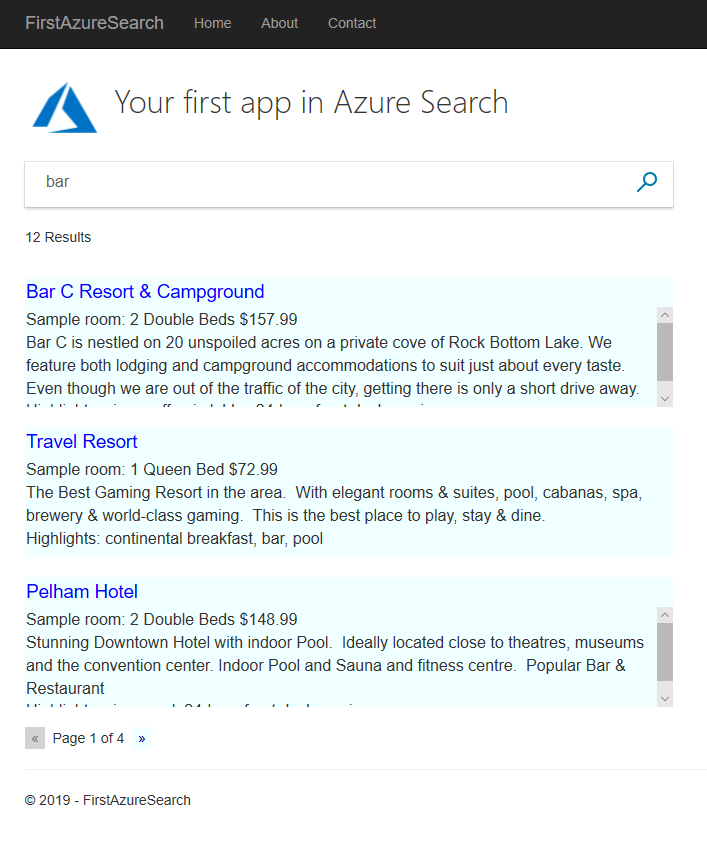 FirstAzureSearch Home About Contact
Your first app in Azure Search
bar
12 Results
Bar C Resort & Campground
Sample room: 2 Double Beds $157.99
Bar C is nestled on 20 unspoiled acres on a private cove of Rock Bottom Lake. We
feature both lodging and campground accommodations to suit just about every taste.
Even though we are out of the traffic of the city, getting there is only a short drive away.
Travel Resort
Sample room: 1 Queen Bed $72.99
The Best Gaming Resort in the area.  With elegant rooms & suites, pool, cabanas, spa,
brewery & world-class gaming.  This is the best place to play, stay & dine.
Highlights: continental breakfast, bar, pool
Pelham Hotel
Sample room: 2 Double Beds $148.99
Stunning Downtown Hotel with indoor Pool.  Ideally located close to theatres, museums
and the convention center. Indoor Pool and Sauna and fitness centre.  Popular Bar &
Restaurant
« Page 1 of 4 »
© 2019 - FirstAzureSearch